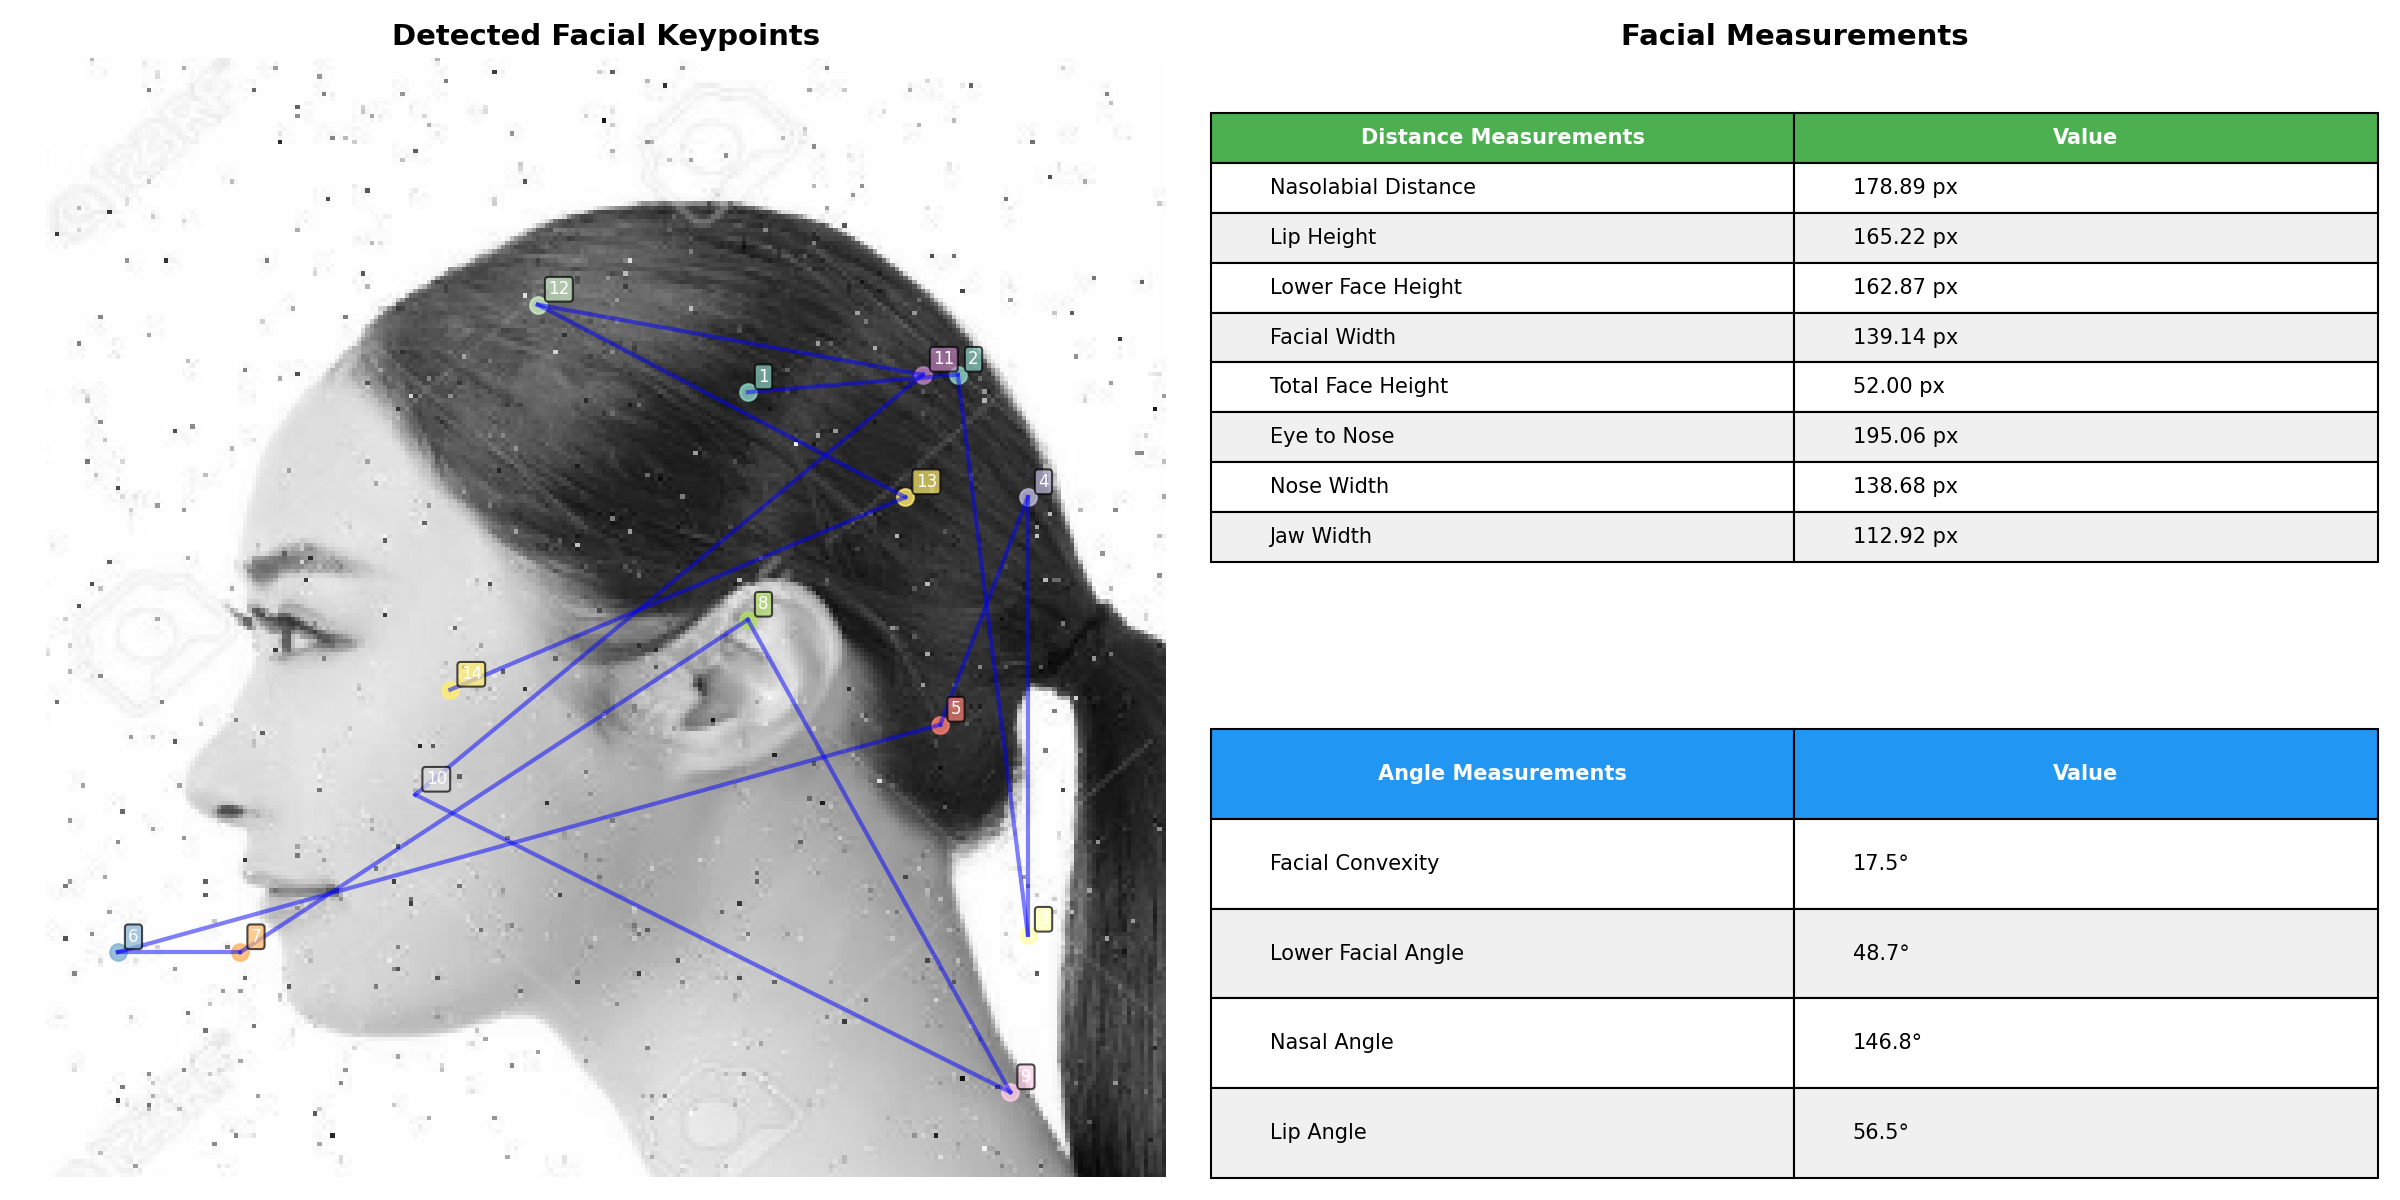 Detected Facial Keypoints
12
11
2
1
13
4
8
14
5
10
6
7
9
Facial Measurements
Distance Measurements Value
Nasolabial Distance 178.89 px
Lip Height 165.22 px
Lower Face Height 162.87 px
Facial Width 139.14 px
Total Face Height 52.00 px
Eye to Nose 195.06 px
Nose Width 138.68 px
Jaw Width 112.92 px
Angle Measurements Value
Facial Convexity 17.5°
Lower Facial Angle 48.7°
Nasal Angle 146.8°
Lip Angle 56.5°